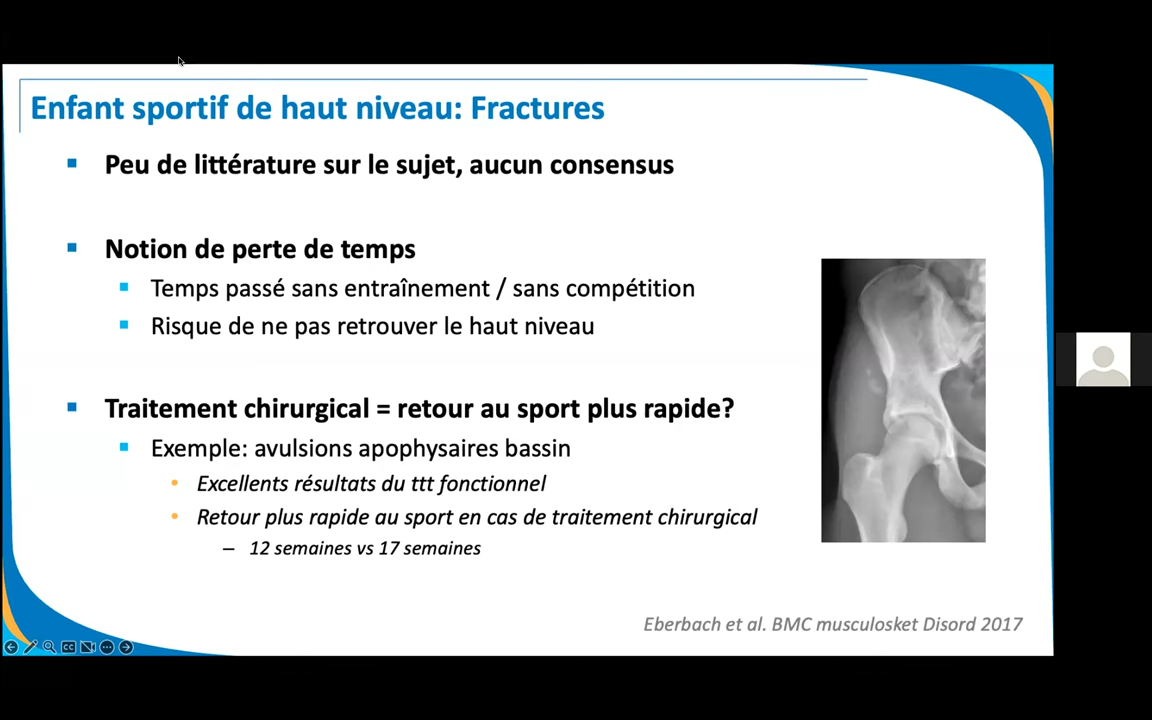 Enfant sportif de haut niveau: Fractures
Peu de littérature sur le sujet, aucun consensus
Notion de perte de temps
Temps passé sans entraînement / sans compétition
Risque de ne pas retrouver le haut niveau
Traitement chirurgical = retour au sport plus rapide?
Exemple: avulsions apophysaires bassin
Excellents résultats du ttt fonctionnel
Retour plus rapide au sport en cas de traitement chirurgical
– 12 semaines vs 17 semaines
Eberbach et al. BMC musculosket Disord 2017
CC